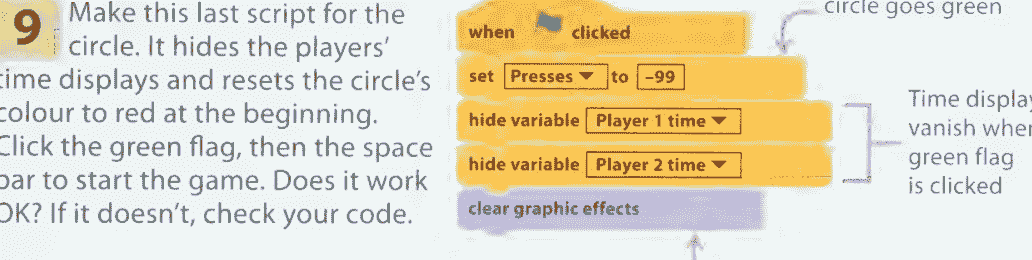 9
Make this last script for the
circle. It hides the players’
time displays and resets the circle’s
colour to red at the beginning.
Click the green flag, then the space
bar to start the game. Does it work
OK? If it doesn’t, check your code.
when clicked
set Presses to -99
hide variable Player 1 time
hide variable Player 2 time
clear graphic effects
circle goes green
Time display
vanish when
green flag
is clicked